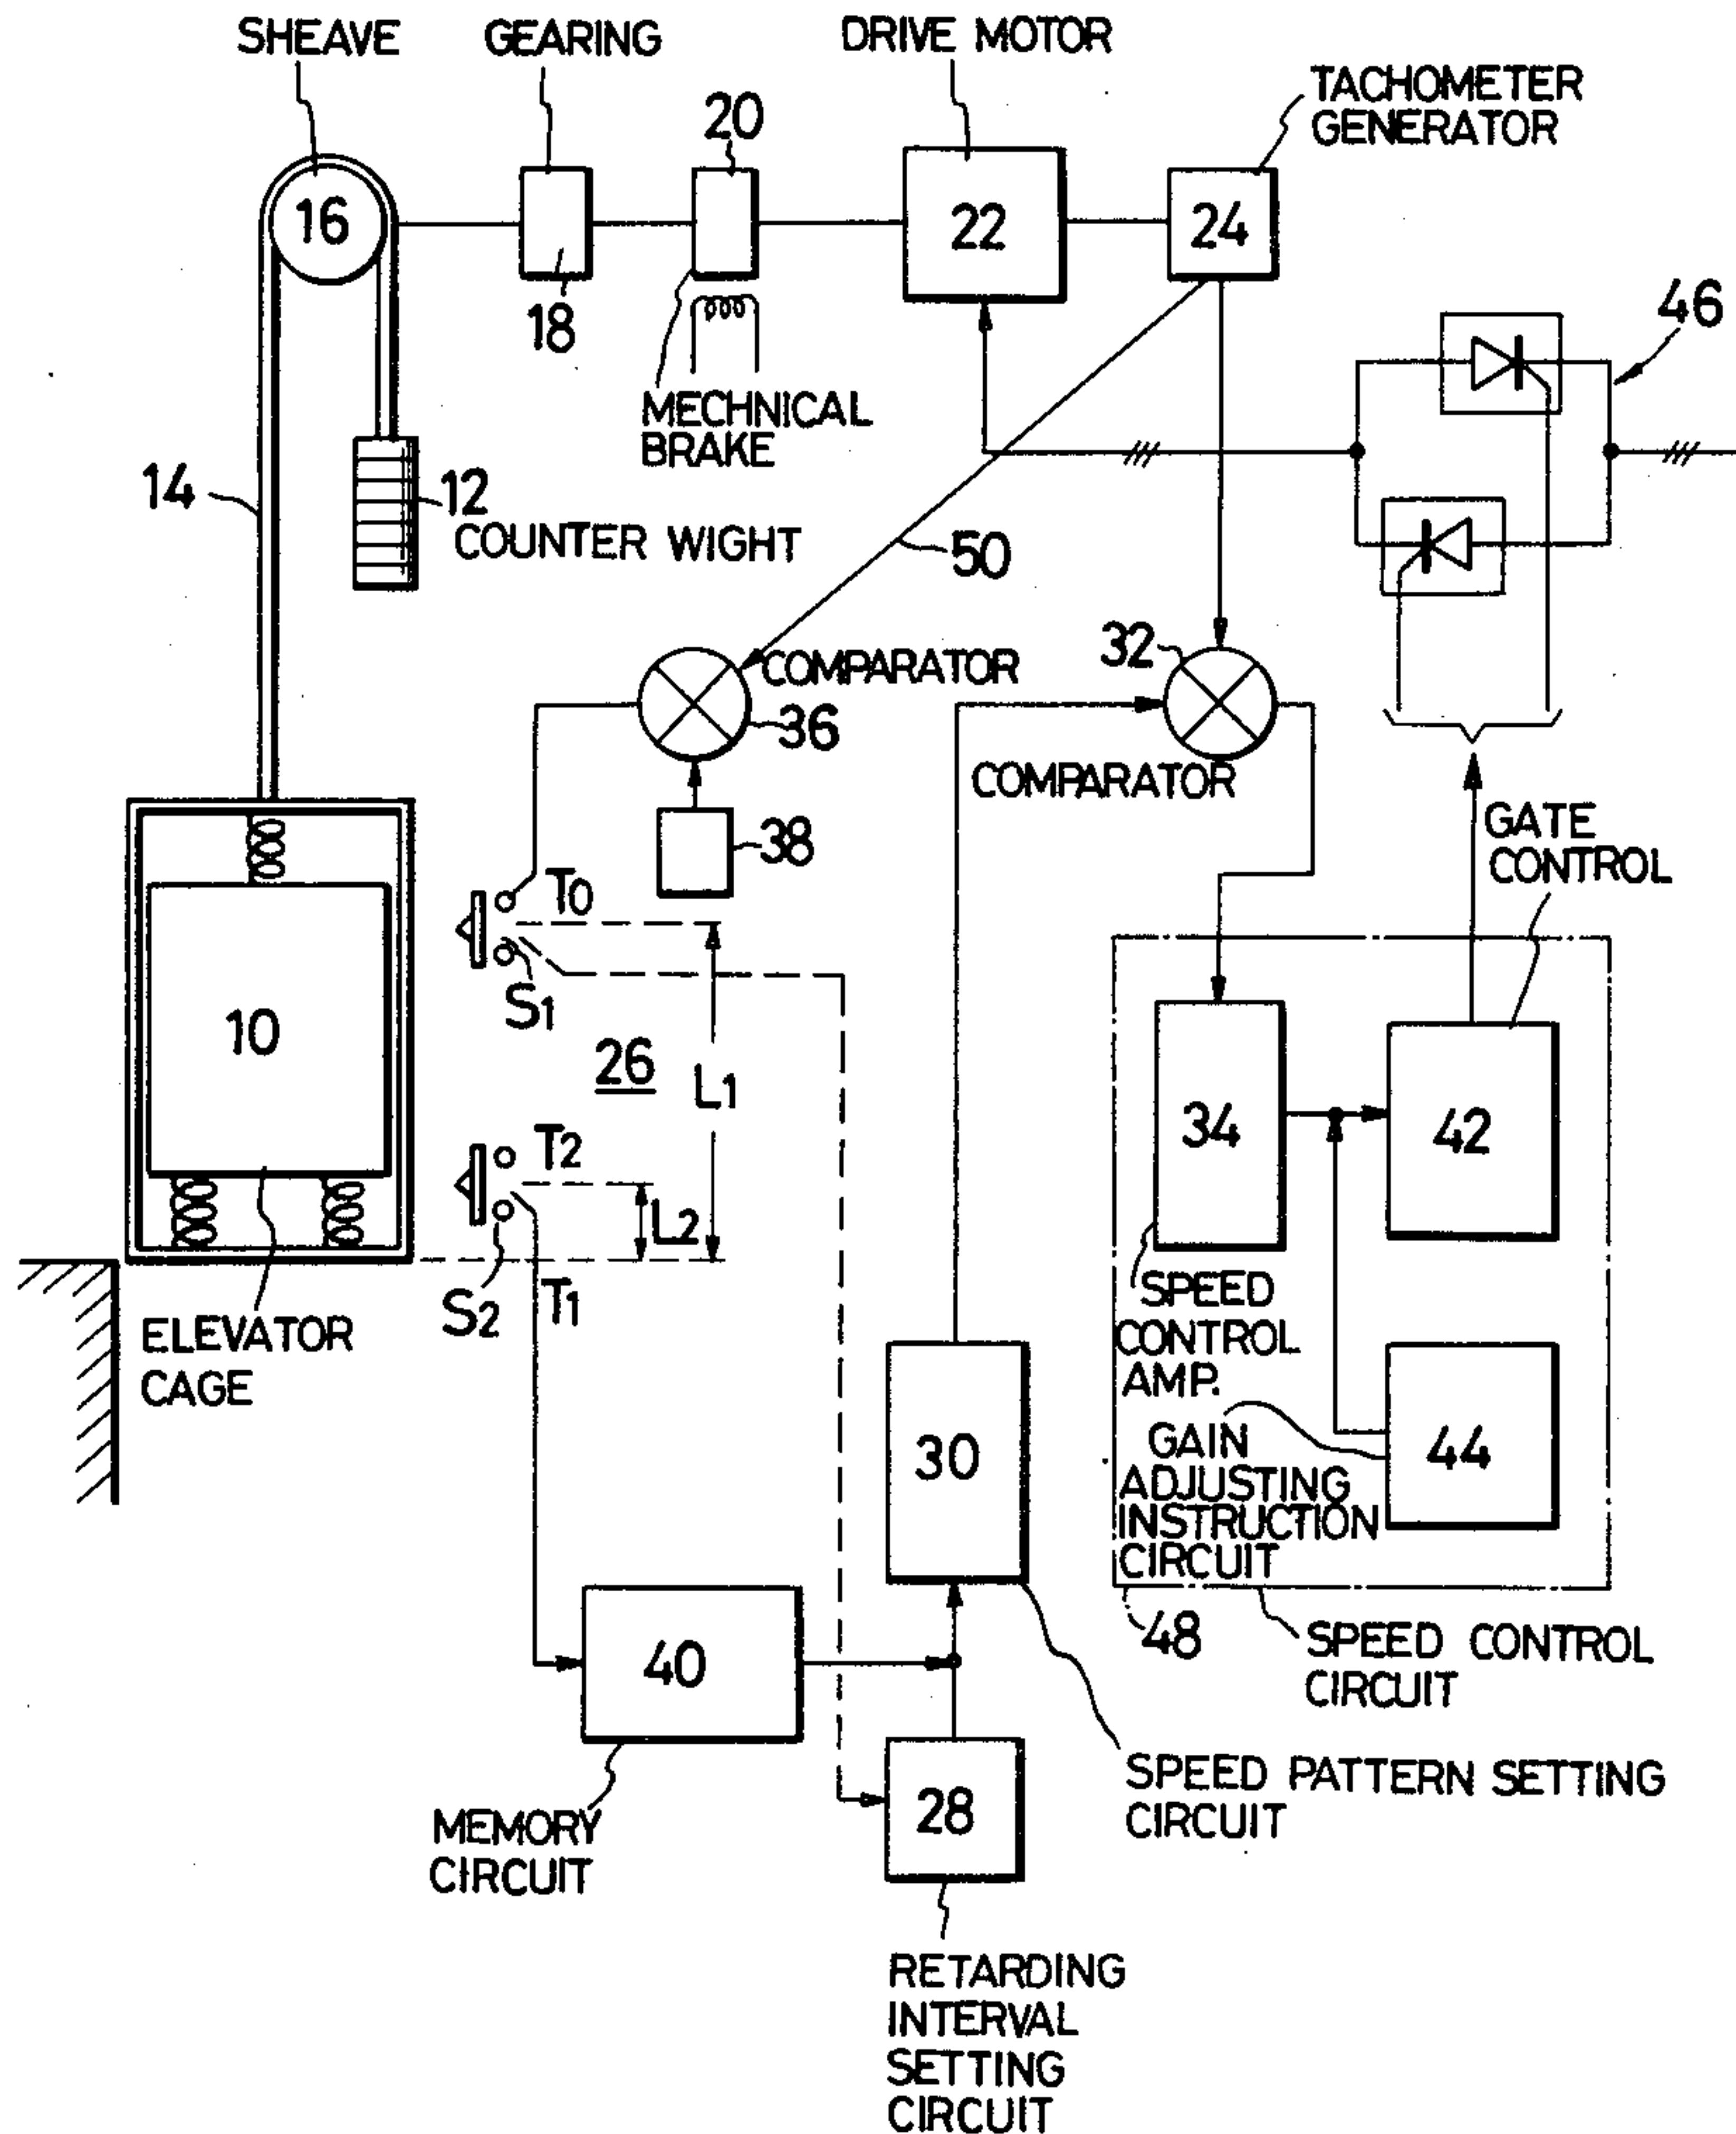 SHEAVE
GEARING
DRIVE MOTOR
TACHOMETER
GENERATOR
20
16
22
24
18
46
MECHNICAL
BRAKE
14
12
COUNTER WIGHT
50
COMPARATOR
32
36
COMPARATOR
38
GATE
CONTROL
T0
S1
10
26
L1
34
42
T2
L2
S2
T1
SPEED
CONTROL
AMP.
ELEVATOR
CAGE
30
GAIN
ADJUSTING
INSTRUCTION
CIRCUIT
44
40
48
SPEED CONTROL
CIRCUIT
28
SPEED PATTERN SETTING
CIRCUIT
MEMORY
CIRCUIT
RETARDING
INTERVAL
SETTING
CIRCUIT